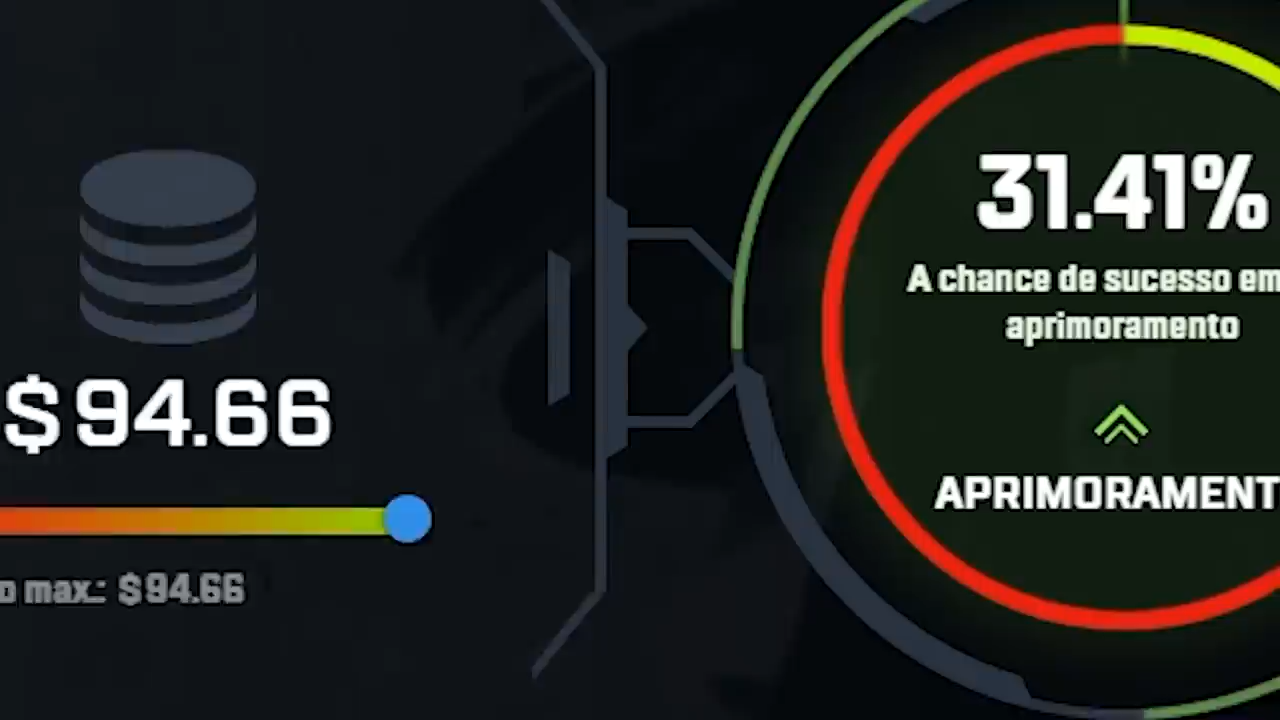 $94.66
o max.: $94.66
31.41%
A chance de sucesso em
aprimoramento
APRIMORAMENT